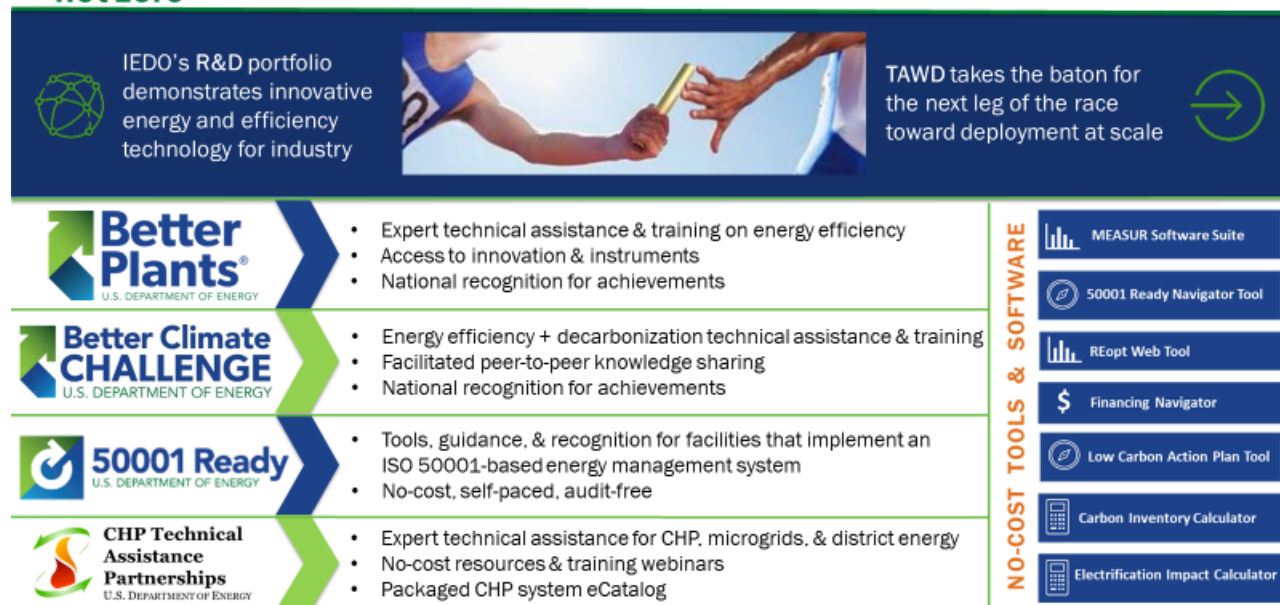 IEDO's R&D portfolio
demonstrates innovative
energy and efficiency
technology for industry
TAWD takes the baton for
the next leg of the race
toward deployment at scale
Better
Plants®
U.S. DEPARTMENT OF ENERGY
• Expert technical assistance & training on energy efficiency
• Access to innovation & instruments
• National recognition for achievements
Better Climate
CHALLENGE
U.S. DEPARTMENT OF ENERGY
• Energy efficiency + decarbonization technical assistance & training
• Facilitated peer-to-peer knowledge sharing
• National recognition for achievements
50001 Ready
U.S. DEPARTMENT OF ENERGY
• Tools, guidance, & recognition for facilities that implement an
ISO 50001-based energy management system
• No-cost, self-paced, audit-free
CHP Technical
Assistance
Partnerships
U.S. DEPARTMENT OF ENERGY
• Expert technical assistance for CHP, microgrids, & district energy
• No-cost resources & training webinars
• Packaged CHP system eCatalog
NO-COST TOOLS & SOFTWARE
MEASUR Software Suite
50001 Ready Navigator Tool
REopt Web Tool
$ Financing Navigator
Low Carbon Action Plan Tool
Carbon Inventory Calculator
Electrification Impact Calculator